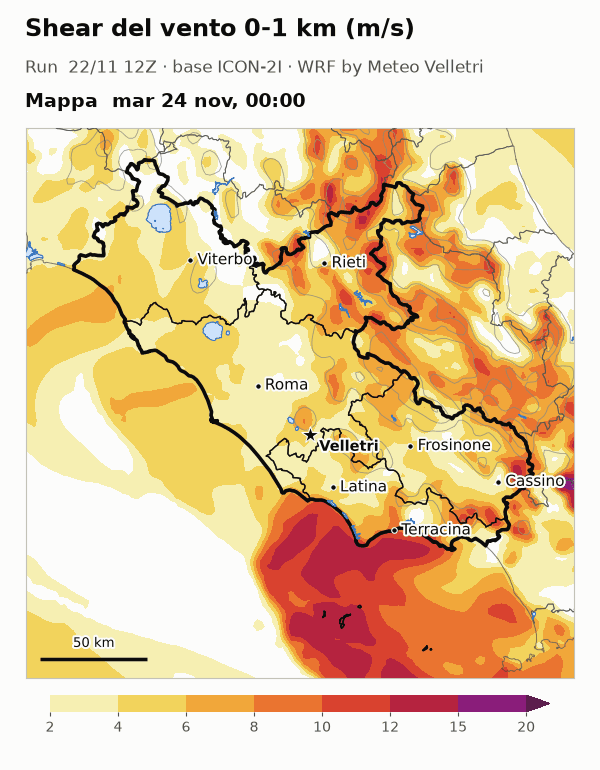 Shear del vento 0-1 km (m/s)
Run  22/11 12Z · base ICON-2I · WRF by Meteo Velletri
Mappa  mar 24 nov, 00:00
Viterbo
Rieti
Roma
Velletri
Frosinone
Cassino
Latina
Terracina
50 km
2 4 6 8 10 12 15 20